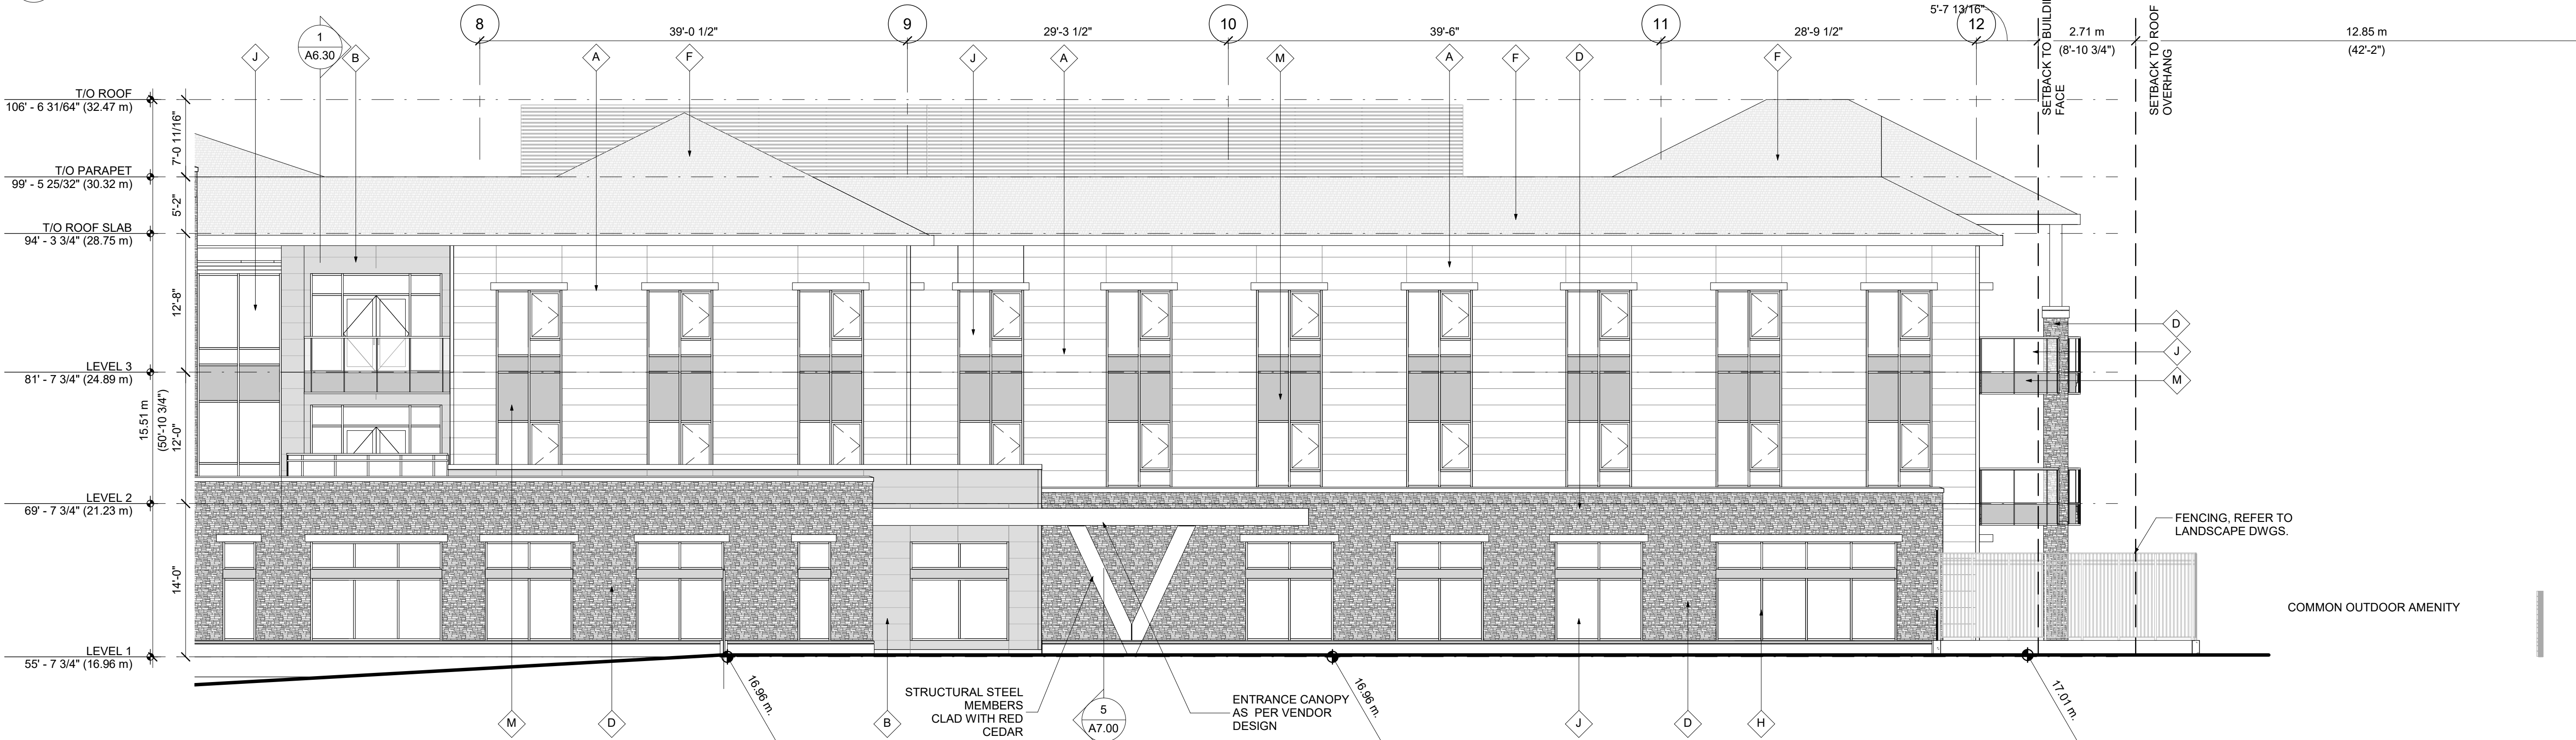 8
9
10
11
12
39'-0 1/2"
29'-3 1/2"
39'-6"
28'-9 1/2"
5'-7 13/16"
2.71 m
(8'-10 3/4")
12.85 m
(42'-2")
SETBACK TO ROOF
OVERHANG
FACE
1
A6.30
J
B
A
F
J
A
M
A
F
D
F
T/O ROOF
106' - 6 31/64" (32.47 m)
7'-0 11/16"
T/O PARAPET
99' - 5 25/32" (30.32 m)
5'-2"
T/O ROOF SLAB
94' - 3 3/4" (28.75 m)
12'-8"
LEVEL 3
81' - 7 3/4" (24.89 m)
15.51 m
(50'-10 3/4")
12'-0"
LEVEL 2
69' - 7 3/4" (21.23 m)
14'-0"
LEVEL 1
55' - 7 3/4" (16.96 m)
D
J
M
FENCING, REFER TO
LANDSCAPE DWGS.
COMMON OUTDOOR AMENITY
16.96 m.
16.96 m.
17.01 m.
STRUCTURAL STEEL
MEMBERS
CLAD WITH RED
CEDAR
ENTRANCE CANOPY
AS PER VENDOR
DESIGN
M
D
B
5
A7.00
J
D
H